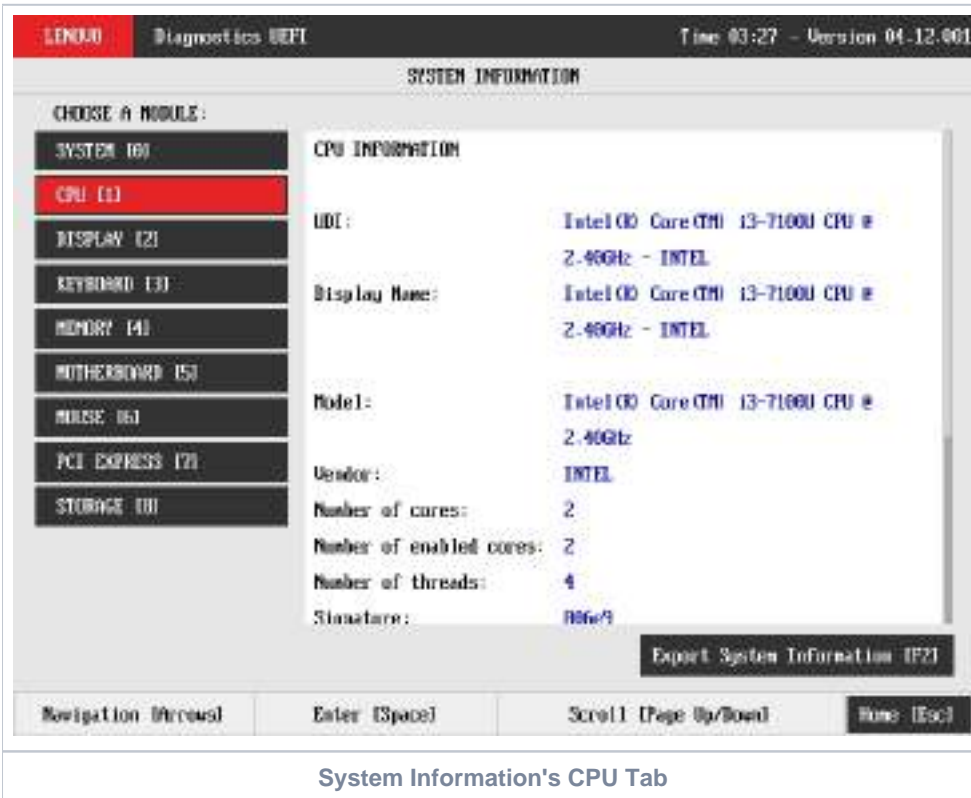 LENOVO Diagnostics UEFI Time 03:27 - Version 04.12.001
SYSTEM INFORMATION
CHOOSE A MODULE:
SYSTEM [0]
CPU [1]
DISPLAY [2]
KEYBOARD [3]
MEMORY [4]
MOTHERBOARD [5]
MOUSE [6]
PCI EXPRESS [7]
STORAGE [8]
CPU INFORMATION
UDI: Intel(R) Core(TM) i3-7100U CPU @
2.40GHz - INTEL
Display Name: Intel(R) Core(TM) i3-7100U CPU @
2.40GHz - INTEL
Model: Intel(R) Core(TM) i3-7100U CPU @
2.40GHz
Vendor: INTEL
Number of cores: 2
Number of enabled cores: 2
Number of threads: 4
Signature: 806e9
Export System Information [F2]
Navigation [Arrows] Enter [Space] Scroll [Page Up/Down] Home [Esc]
System Information's CPU Tab